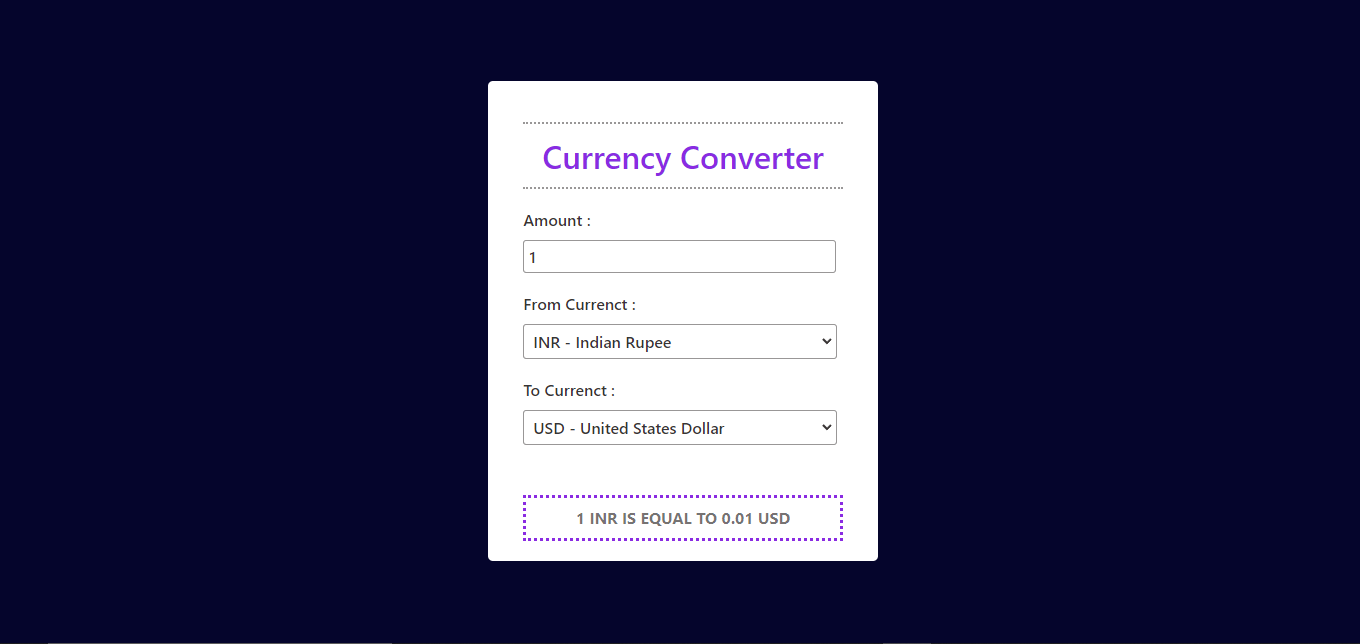 Currency Converter
Amount :
1
From Currenct :
INR - Indian Rupee
To Currenct :
USD - United States Dollar
1 INR IS EQUAL TO 0.01 USD